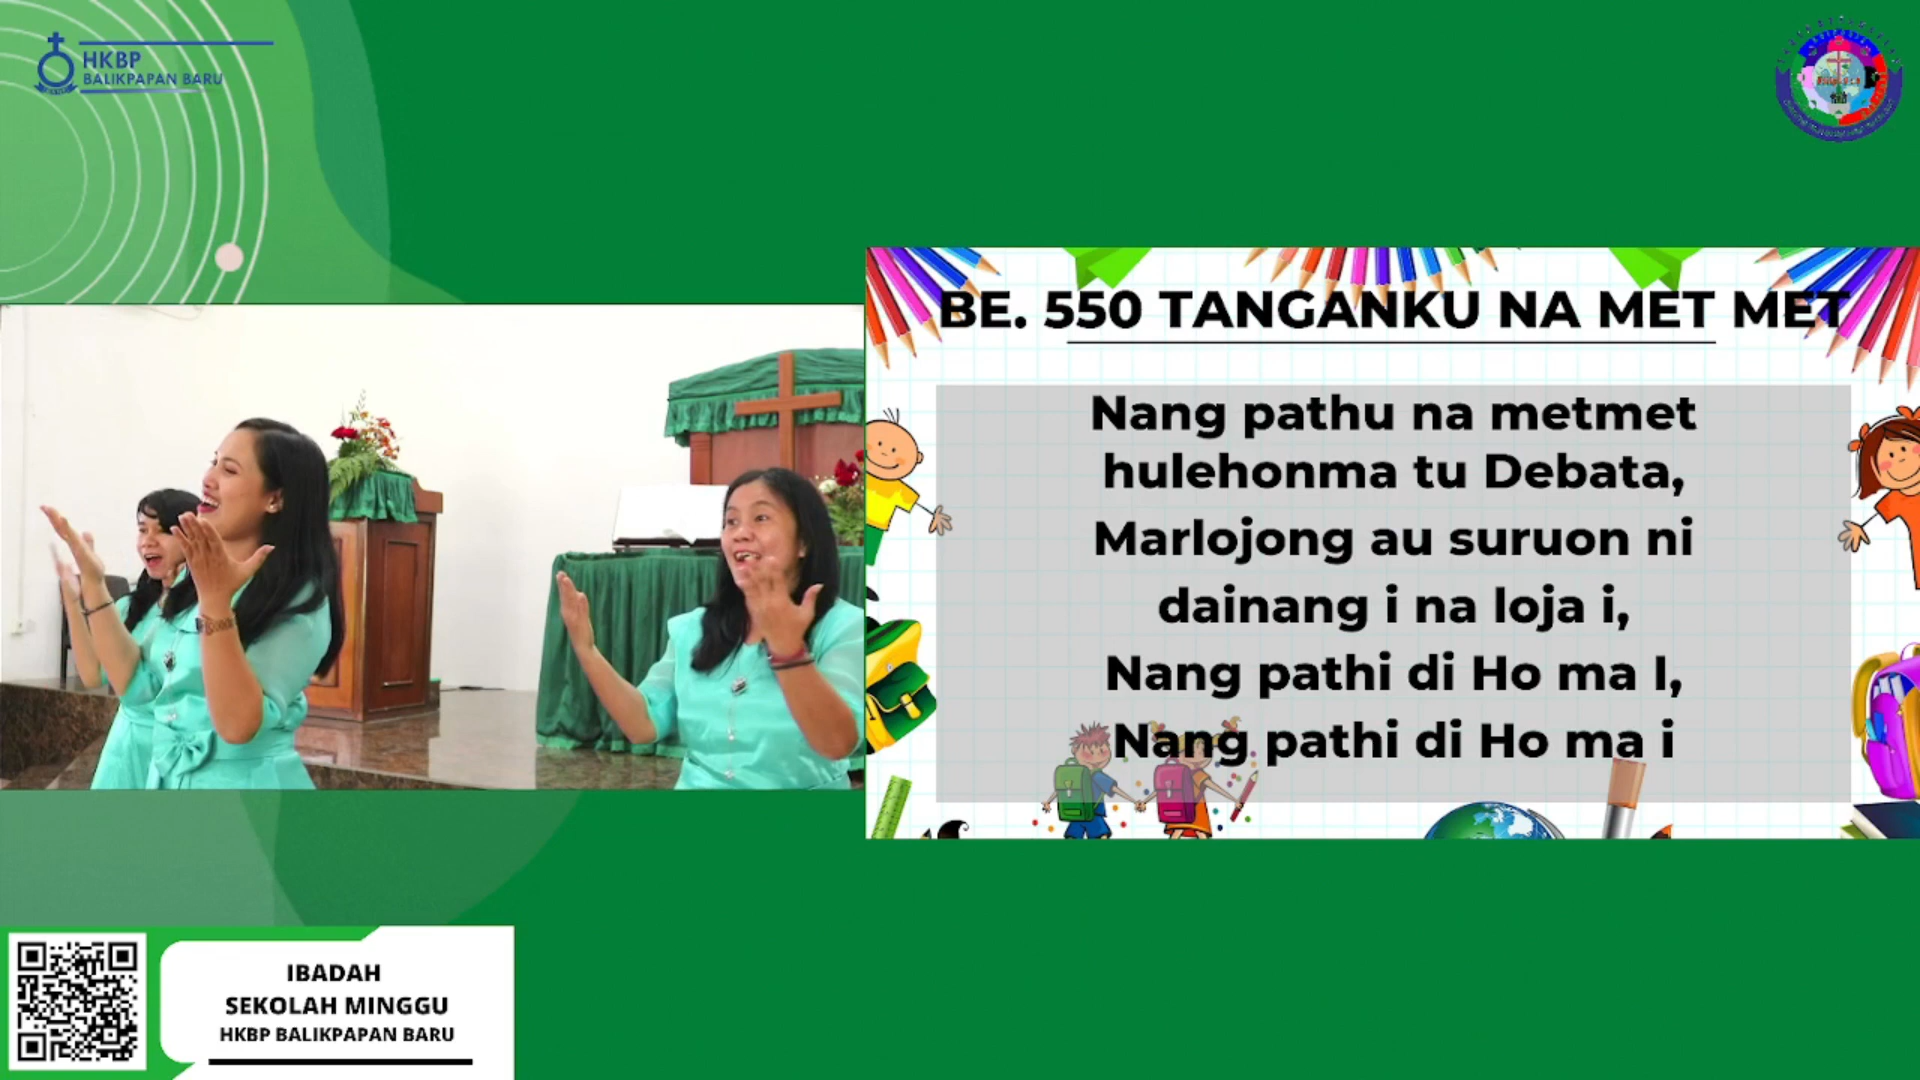 HKBP
BALIKPAPAN BARU
BE. 550 TANGANKU NA MET MET
Nang pathu na metmet
hulehonma tu Debata,
Marlojong au suruon ni
dainang i na loja i,
Nang pathi di Ho ma I,
Nang pathi di Ho ma i
IBADAH
SEKOLAH MINGGU
HKBP BALIKPAPAN BARU